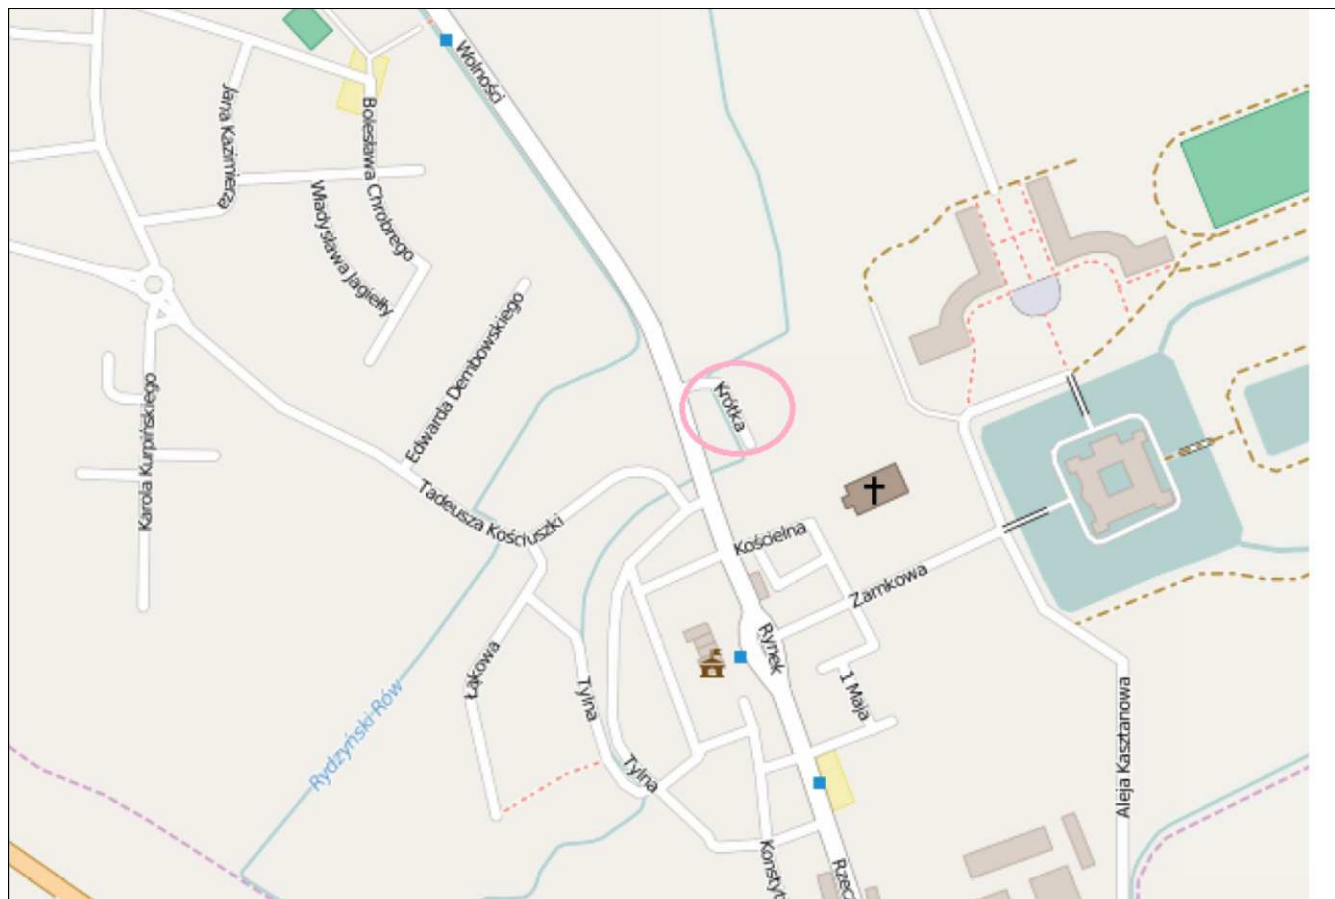 Wolności
Jana Kazimierza
Bolesława Chrobrego
Władysława Jagiełły
Edwarda Dembowskiego
Krótka
Karola Kurpińskiego
Tadeusza Kościuszki
Kościelna
Zamkowa
Rynek
Łąkowa
Tylna
1 Maja
Rydzyński Rów
Tylna
Aleja Kasztanowa
Konstyt
Rzecz